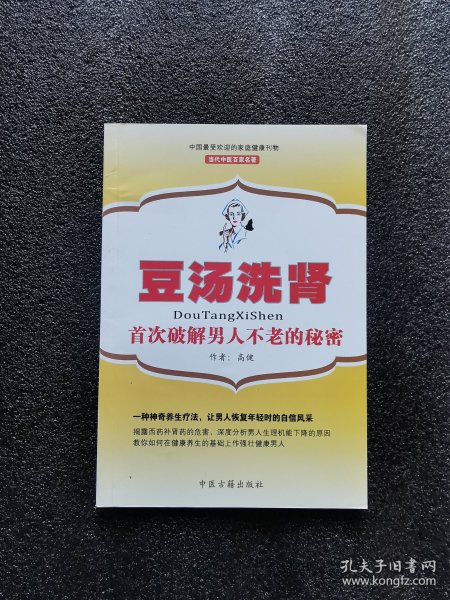 中国最受欢迎的家庭健康刊物
当代中医百家名著
豆汤洗肾
DouTangXiShen
首次破解男人不老的秘密
作者：高健
一种神奇养生疗法，让男人恢复年轻时的自信风采
揭露西药补肾药的危害，深度分析男人生理机能下降的原因
教你如何在健康养生的基础上作强壮健康男人
中医古籍出版社
孔夫子旧书网
www.kongfz.com